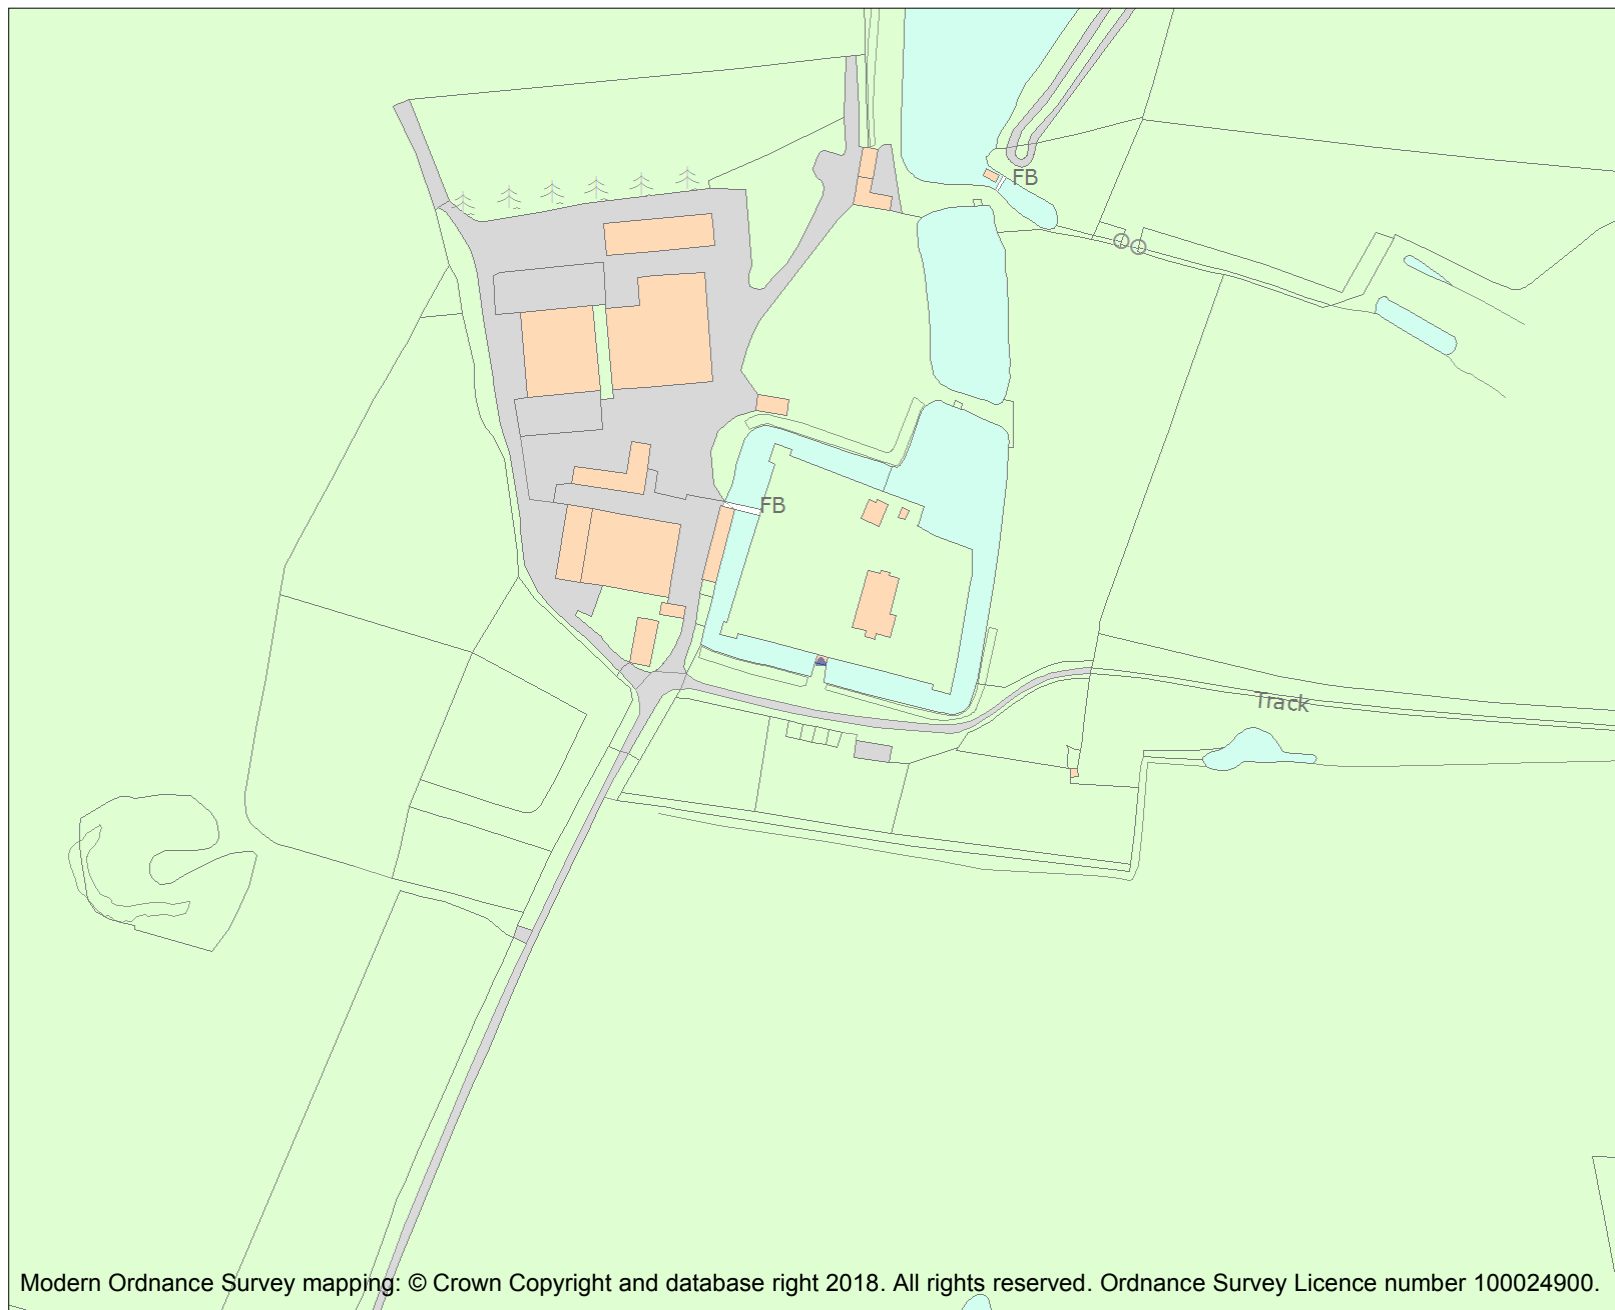 FB
FB
Track
Modern Ordnance Survey mapping: © Crown Copyright and database right 2018. All rights reserved. Ordnance Survey Licence number 100024900.